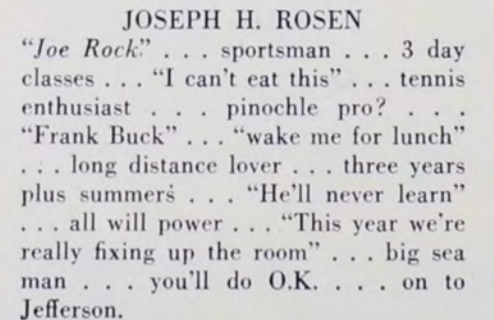 JOSEPH H. ROSEN
"Joe Rock." . . . sportsman . . . 3 day
classes . . . "I can't eat this" . . . tennis
enthusiast . . . pinochle pro? . . .
"Frank Buck" . . . "wake me for lunch"
. . . long distance lover . . . three years
plus summers . . . "He'll never learn"
. . . all will power . . . "This year we're
really fixing up the room" . . . big sea
man . . . you'll do O.K. . . . on to
Jefferson.